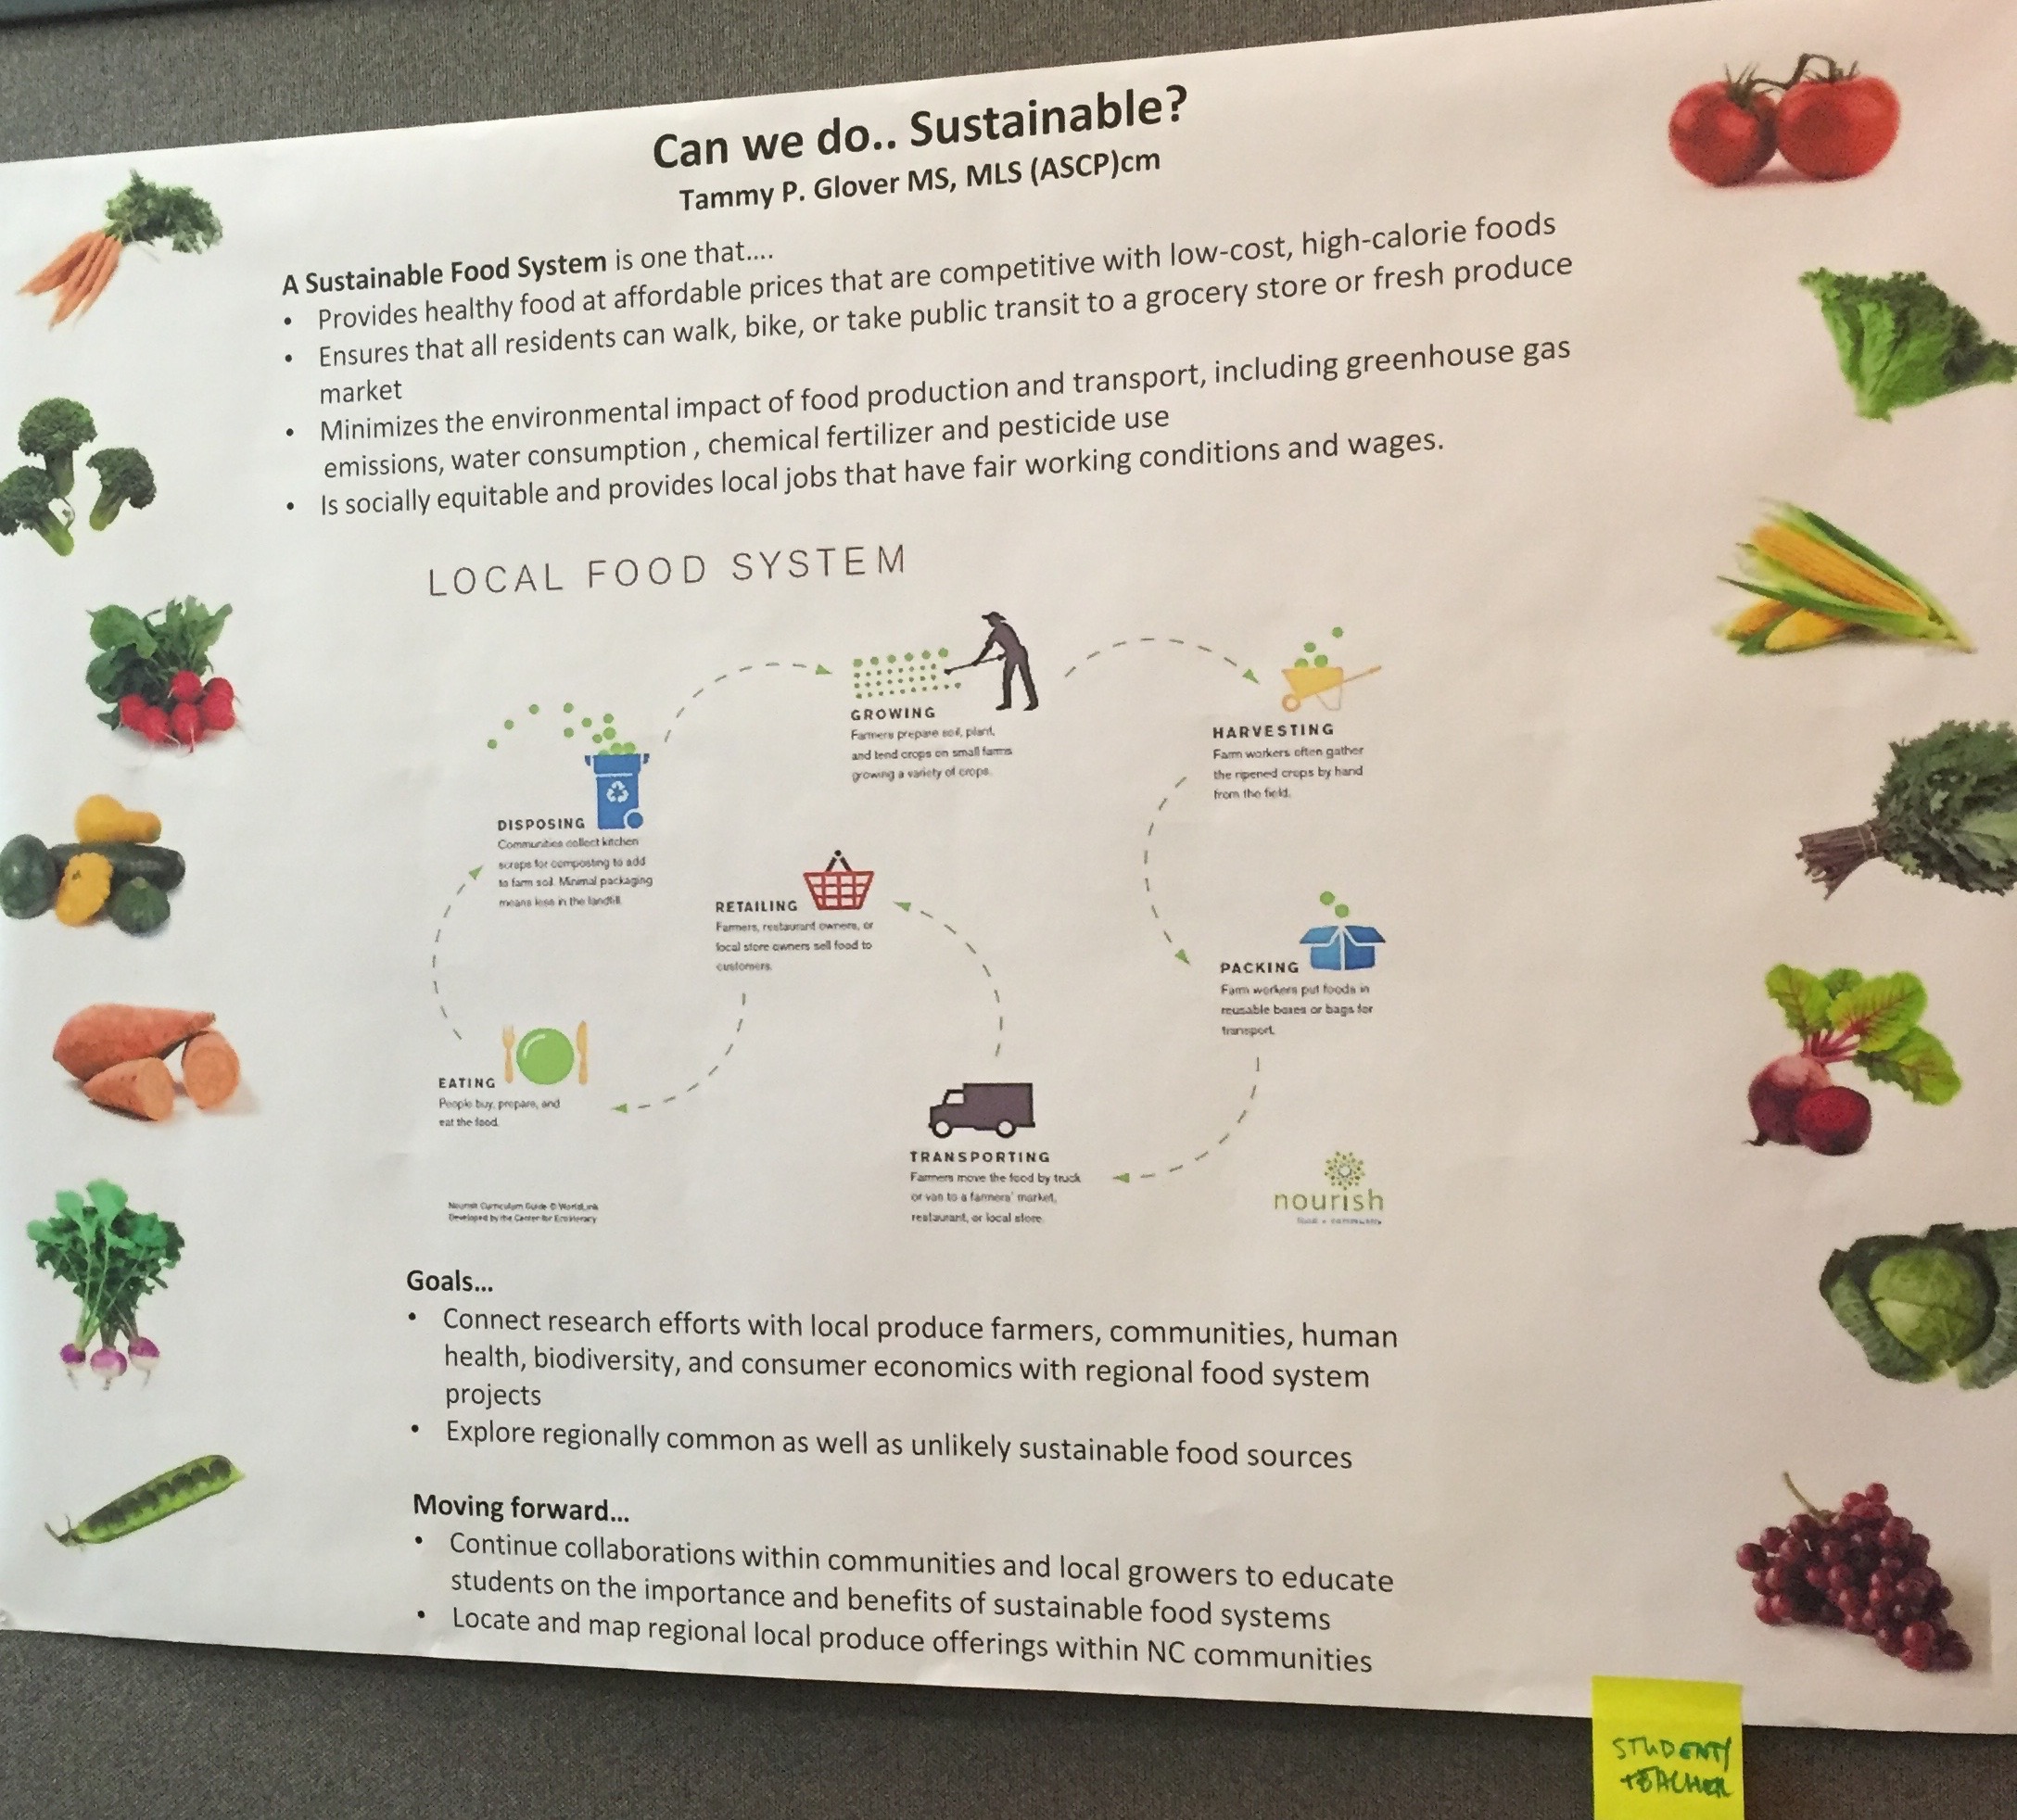 Can we do.. Sustainable?
Tammy P. Glover MS, MLS (ASCP)cm
A Sustainable Food System is one that....
• Provides healthy food at affordable prices that are competitive with low-cost, high-calorie foods
• Ensures that all residents can walk, bike, or take public transit to a grocery store or fresh produce
market
• Minimizes the environmental impact of food production and transport, including greenhouse gas
emissions, water consumption , chemical fertilizer and pesticide use
• Is socially equitable and provides local jobs that have fair working conditions and wages.
LOCAL FOOD SYSTEM
GROWING
Farmers prepare soil, plant,
and tend crops on small farms
growing a variety of crops.
HARVESTING
Farm workers often gather
the ripened crops by hand
from the field.
DISPOSING
Communities collect kitchen
scraps for composting to add
to farm soil. Minimal packaging
means less in the landfill.
RETAILING
Farmers, restaurant owners, or
local store owners sell food to
customers.
PACKING
Farm workers put foods in
reusable boxes or bags for
transport.
EATING
People buy, prepare, and
eat the food.
TRANSPORTING
Farmers move the food by truck
or van to a farmers' market,
restaurant, or local store.
nourish
food + community
Nourish Curriculum Guide © WorldLink
Developed by the Center for Ecoliteracy
Goals...
• Connect research efforts with local produce farmers, communities, human
health, biodiversity, and consumer economics with regional food system
projects
• Explore regionally common as well as unlikely sustainable food sources
Moving forward...
• Continue collaborations within communities and local growers to educate
students on the importance and benefits of sustainable food systems
• Locate and map regional local produce offerings within NC communities
STUDENT/
TEACHER